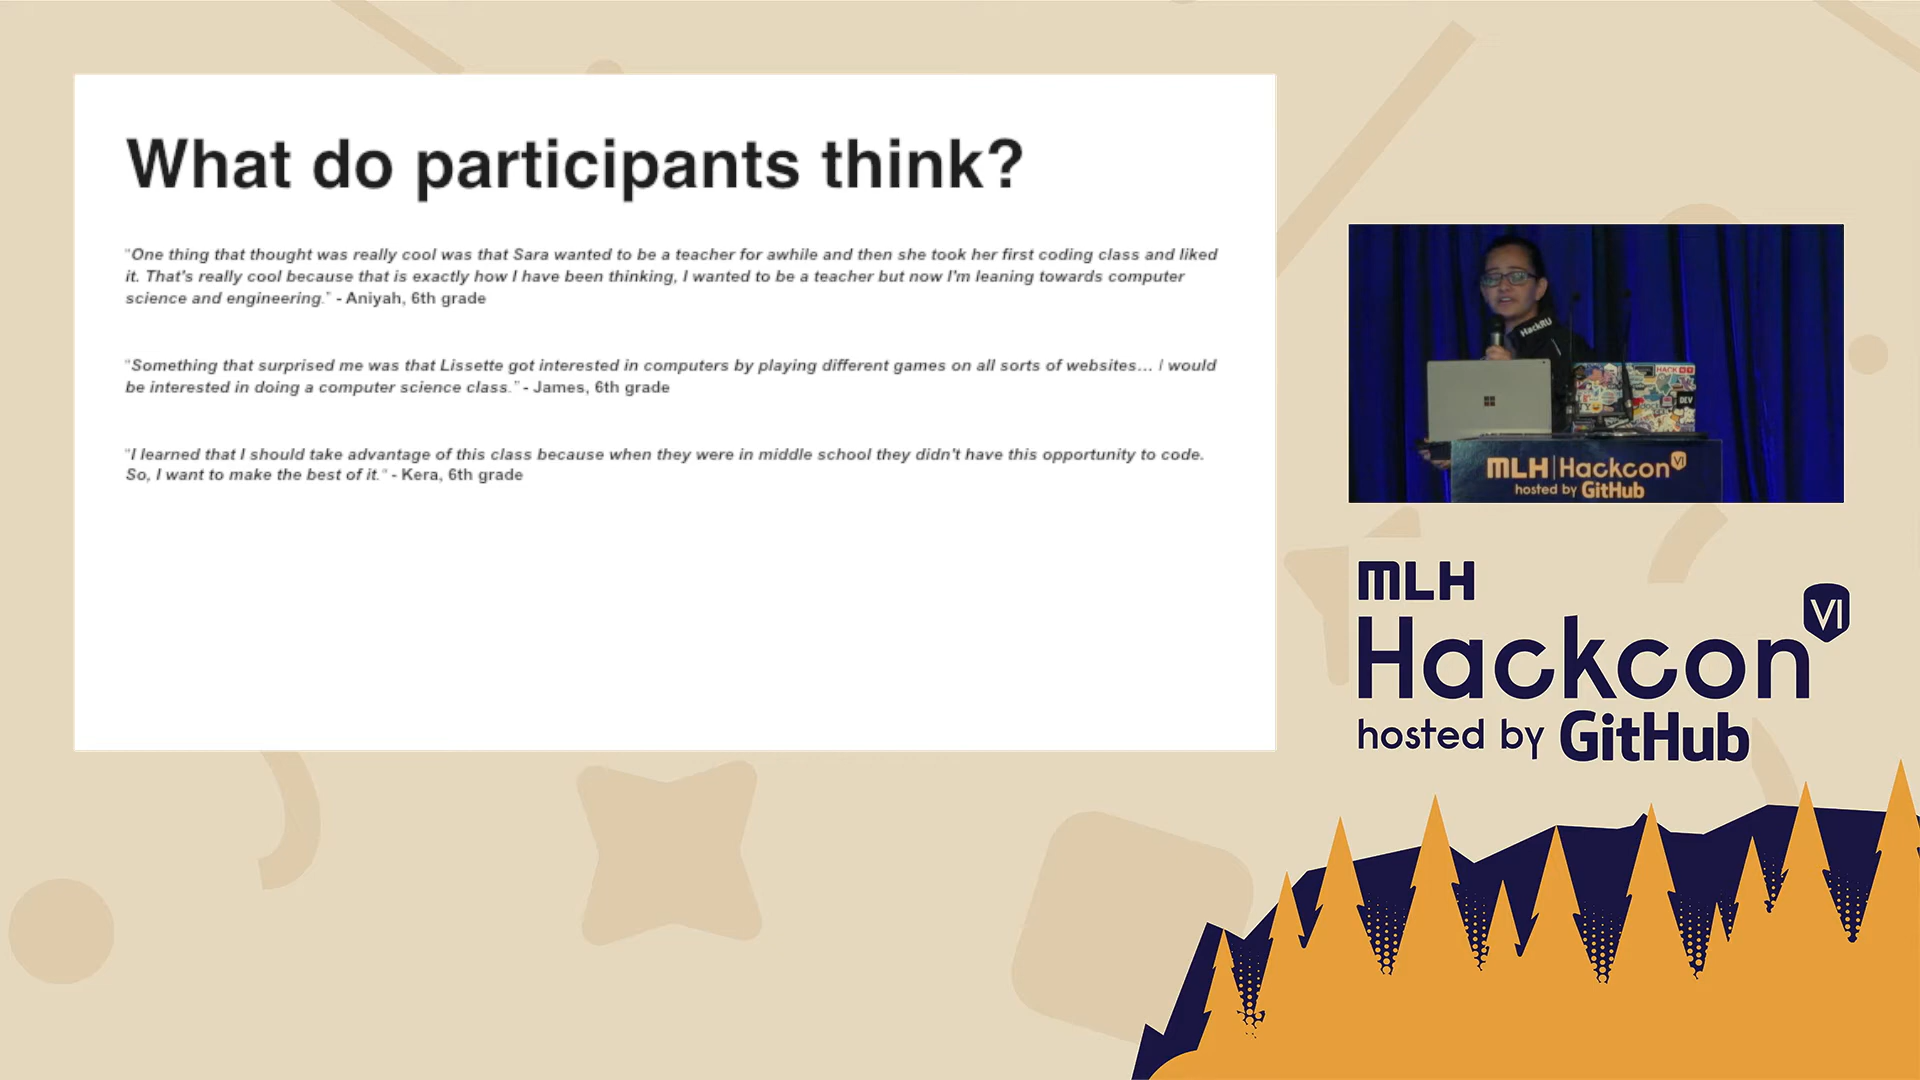 What do participants think?
"One thing that thought was really cool was that Sara wanted to be a teacher for awhile and then she took her first coding class and liked
it. That's really cool because that is exactly how I have been thinking, I wanted to be a teacher but now I'm leaning towards computer
science and engineering." - Aniyah, 6th grade
"Something that surprised me was that Lissette got interested in computers by playing different games on all sorts of websites... I would
be interested in doing a computer science class." - James, 6th grade
"I learned that I should take advantage of this class because when they were in middle school they didn't have this opportunity to code.
So, I want to make the best of it." - Kera, 6th grade
HackRU
HACK
DEV
MLH Hackcon VI
hosted by GitHub
MLH
Hackcon VI
hosted by GitHub